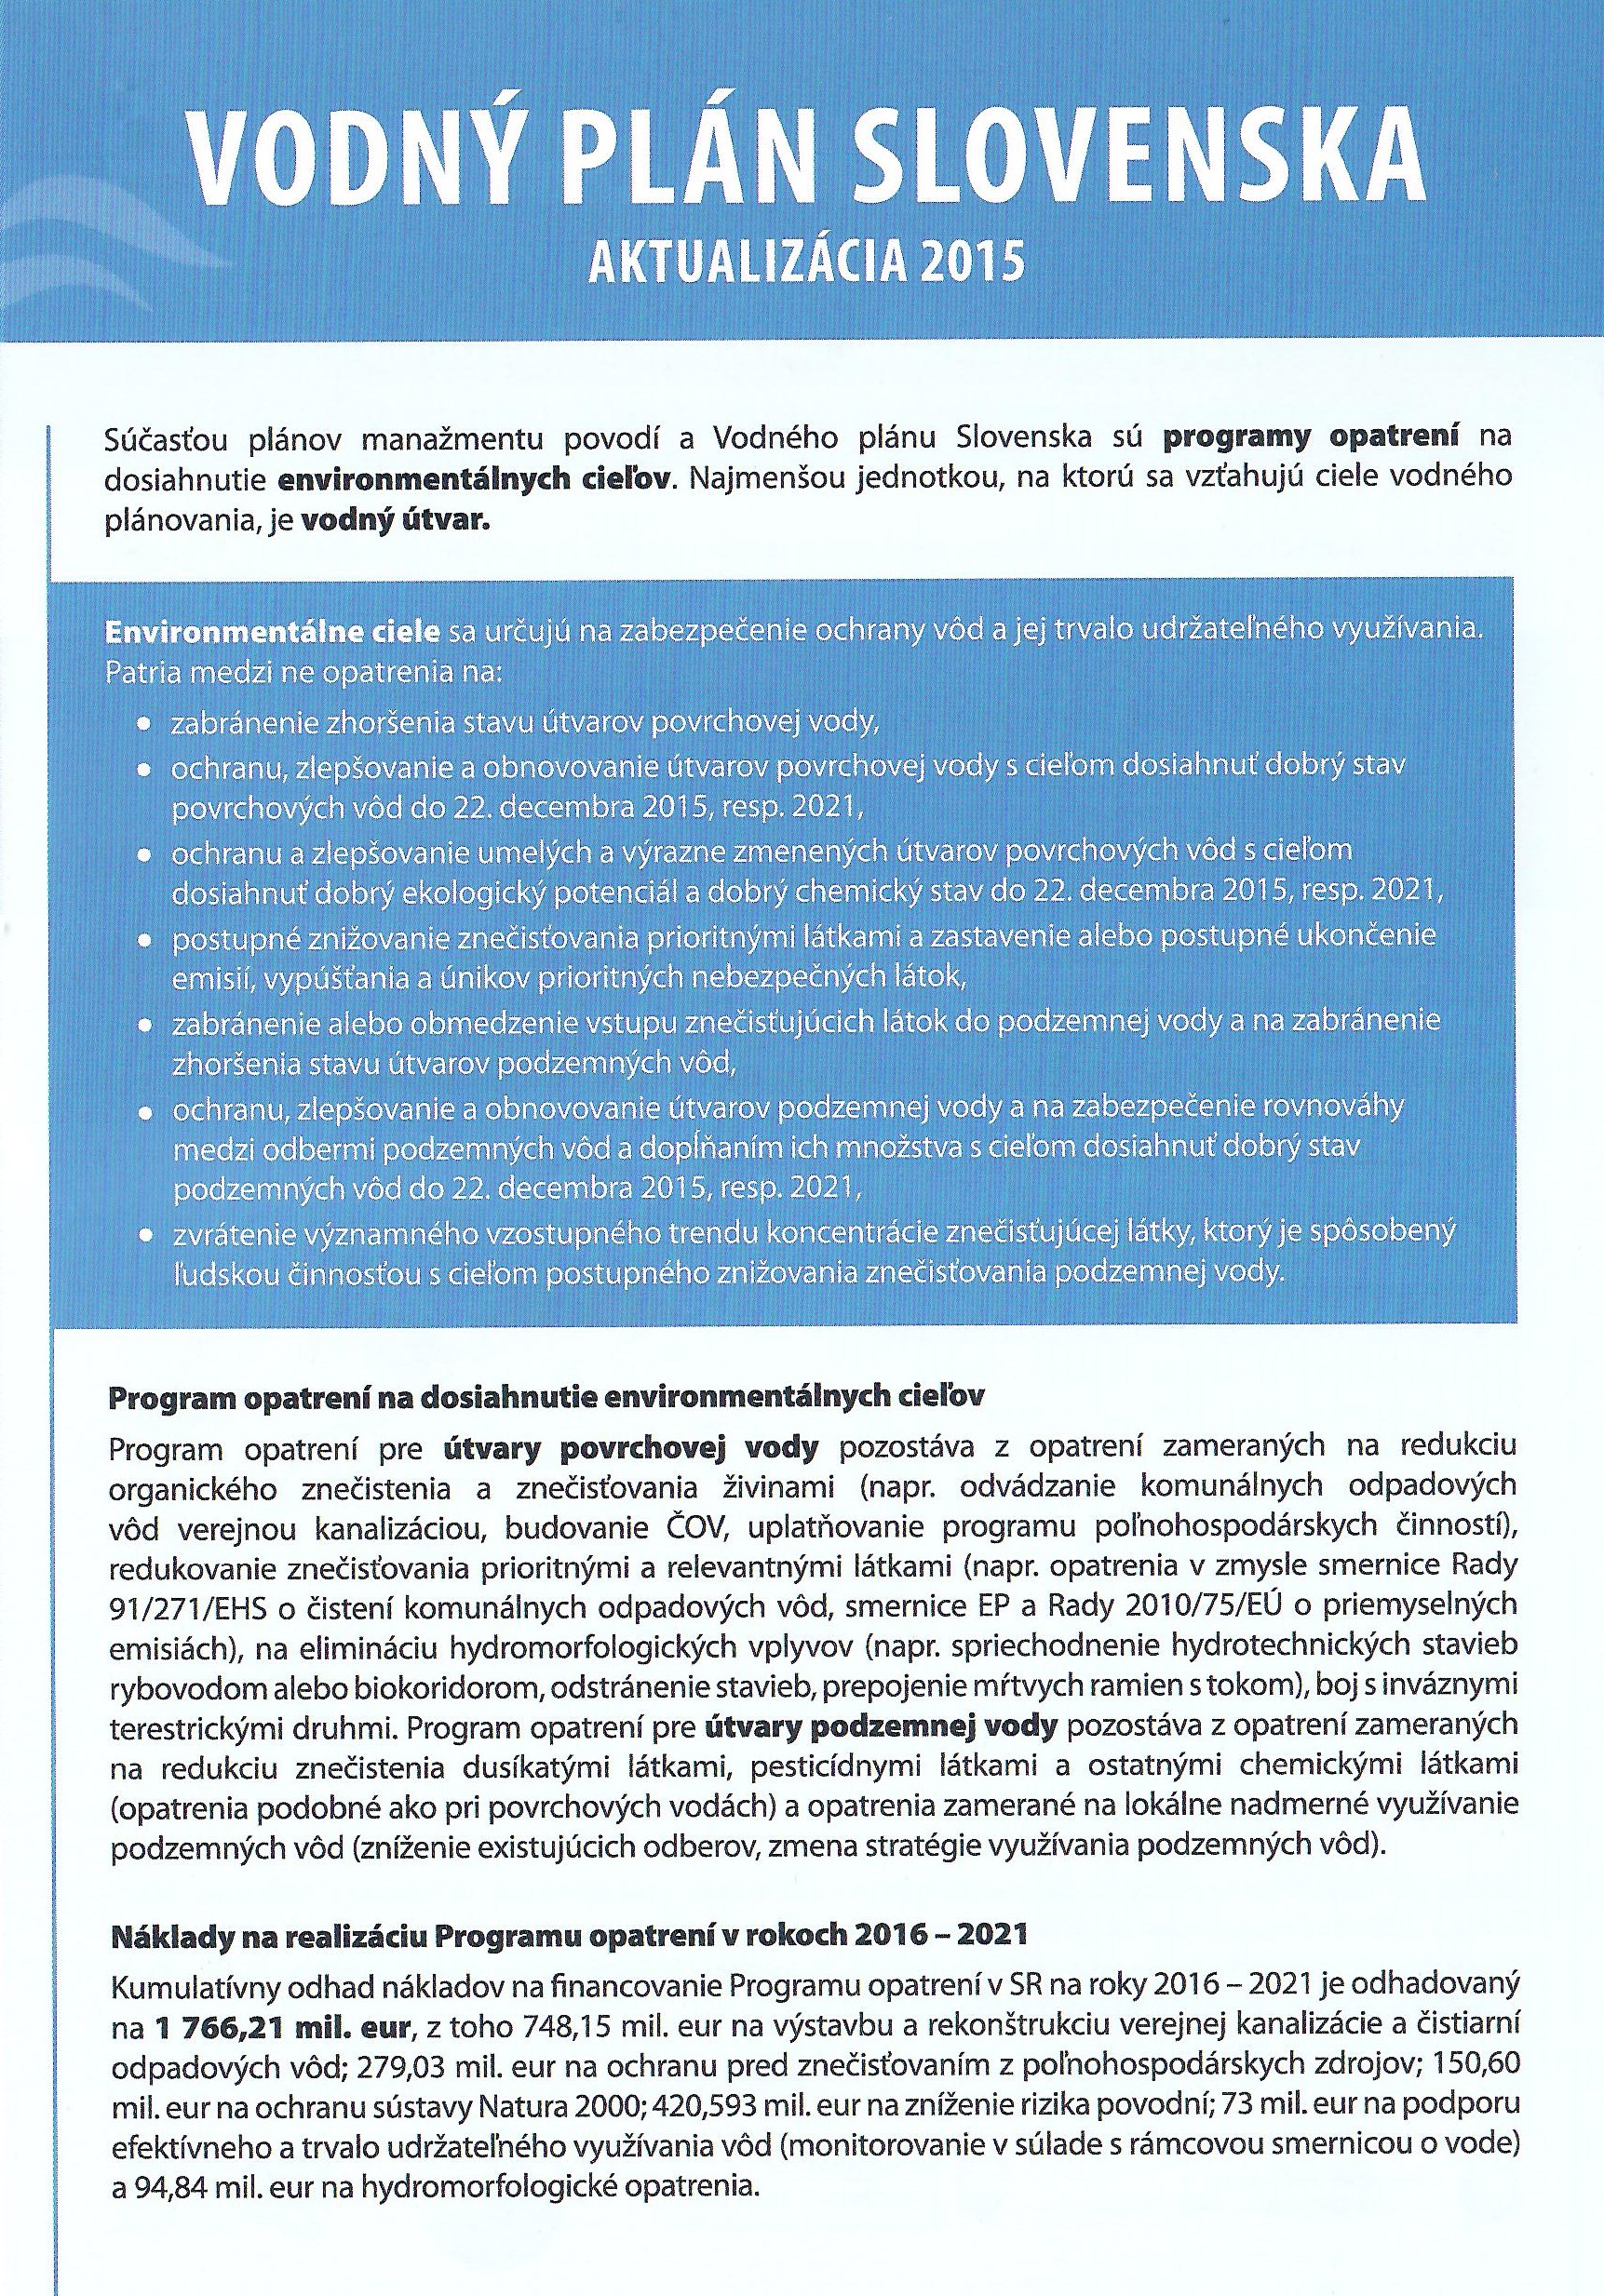 VODNÝ PLÁN SLOVENSKA
AKTUALIZÁCIA 2015
Súčasťou plánov manažmentu povodí a Vodného plánu Slovenska sú programy opatrení na
dosiahnutie environmentálnych cieľov. Najmenšou jednotkou, na ktorú sa vzťahujú ciele vodného
plánovania, je vodný útvar.
Environmentálne ciele sa určujú na zabezpečenie ochrany vôd a jej trvalo udržateľného využívania.
Patria medzi ne opatrenia na:
• zabránenie zhoršenia stavu útvarov povrchovej vody,
• ochranu, zlepšovanie a obnovovanie útvarov povrchovej vody s cieľom dosiahnuť dobrý stav
povrchových vôd do 22. decembra 2015, resp. 2021,
• ochranu a zlepšovanie umelých a výrazne zmenených útvarov povrchových vôd s cieľom
dosiahnuť dobrý ekologický potenciál a dobrý chemický stav do 22. decembra 2015, resp. 2021,
• postupné znižovanie znečisťovania prioritnými látkami a zastavenie alebo postupné ukončenie
emisií, vypúšťania a únikov prioritných nebezpečných látok,
• zabránenie alebo obmedzenie vstupu znečisťujúcich látok do podzemnej vody a na zabránenie
zhoršenia stavu útvarov podzemných vôd,
• ochranu, zlepšovanie a obnovovanie útvarov podzemnej vody a na zabezpečenie rovnováhy
medzi odbermi podzemných vôd a dopĺňaním ich množstva s cieľom dosiahnuť dobrý stav
podzemných vôd do 22. decembra 2015, resp. 2021,
• zvrátenie významného vzostupného trendu koncentrácie znečisťujúcej látky, ktorý je spôsobený
ľudskou činnosťou s cieľom postupného znižovania znečisťovania podzemnej vody.
Program opatrení na dosiahnutie environmentálnych cieľov
Program opatrení pre útvary povrchovej vody pozostáva z opatrení zameraných na redukciu
organického znečistenia a znečisťovania živinami (napr. odvádzanie komunálnych odpadových
vôd verejnou kanalizáciou, budovanie ČOV, uplatňovanie programu poľnohospodárskych činností),
redukovanie znečisťovania prioritnými a relevantnými látkami (napr. opatrenia v zmysle smernice Rady
91/271/EHS o čistení komunálnych odpadových vôd, smernice EP a Rady 2010/75/EÚ o priemyselných
emisiách), na elimináciu hydromorfologických vplyvov (napr. spriechodnenie hydrotechnických stavieb
rybovodom alebo biokoridorom, odstránenie stavieb, prepojenie mŕtvych ramien s tokom), boj s inváznymi
terestrickými druhmi. Program opatrení pre útvary podzemnej vody pozostáva z opatrení zameraných
na redukciu znečistenia dusíkatými látkami, pesticídnymi látkami a ostatnými chemickými látkami
(opatrenia podobné ako pri povrchových vodách) a opatrenia zamerané na lokálne nadmerné využívanie
podzemných vôd (zníženie existujúcich odberov, zmena stratégie využívania podzemných vôd).
Náklady na realizáciu Programu opatrení v rokoch 2016 – 2021
Kumulatívny odhad nákladov na financovanie Programu opatrení v SR na roky 2016 – 2021 je odhadovaný
na 1 766,21 mil. eur, z toho 748,15 mil. eur na výstavbu a rekonštrukciu verejnej kanalizácie a čistiarní
odpadových vôd; 279,03 mil. eur na ochranu pred znečisťovaním z poľnohospodárskych zdrojov; 150,60
mil. eur na ochranu sústavy Natura 2000; 420,593 mil. eur na zníženie rizika povodní; 73 mil. eur na podporu
efektívneho a trvalo udržateľného využívania vôd (monitorovanie v súlade s rámcovou smernicou o vode)
a 94,84 mil. eur na hydromorfologické opatrenia.